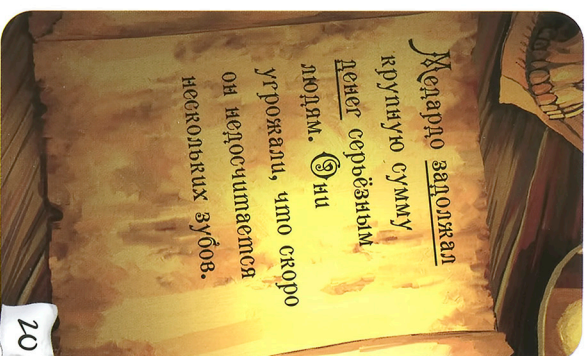 Медардо задолжал
крупную сумму
денег серьёзным
людям. Они
угрожали, что скоро
он недосчитается
нескольких зубов.
20